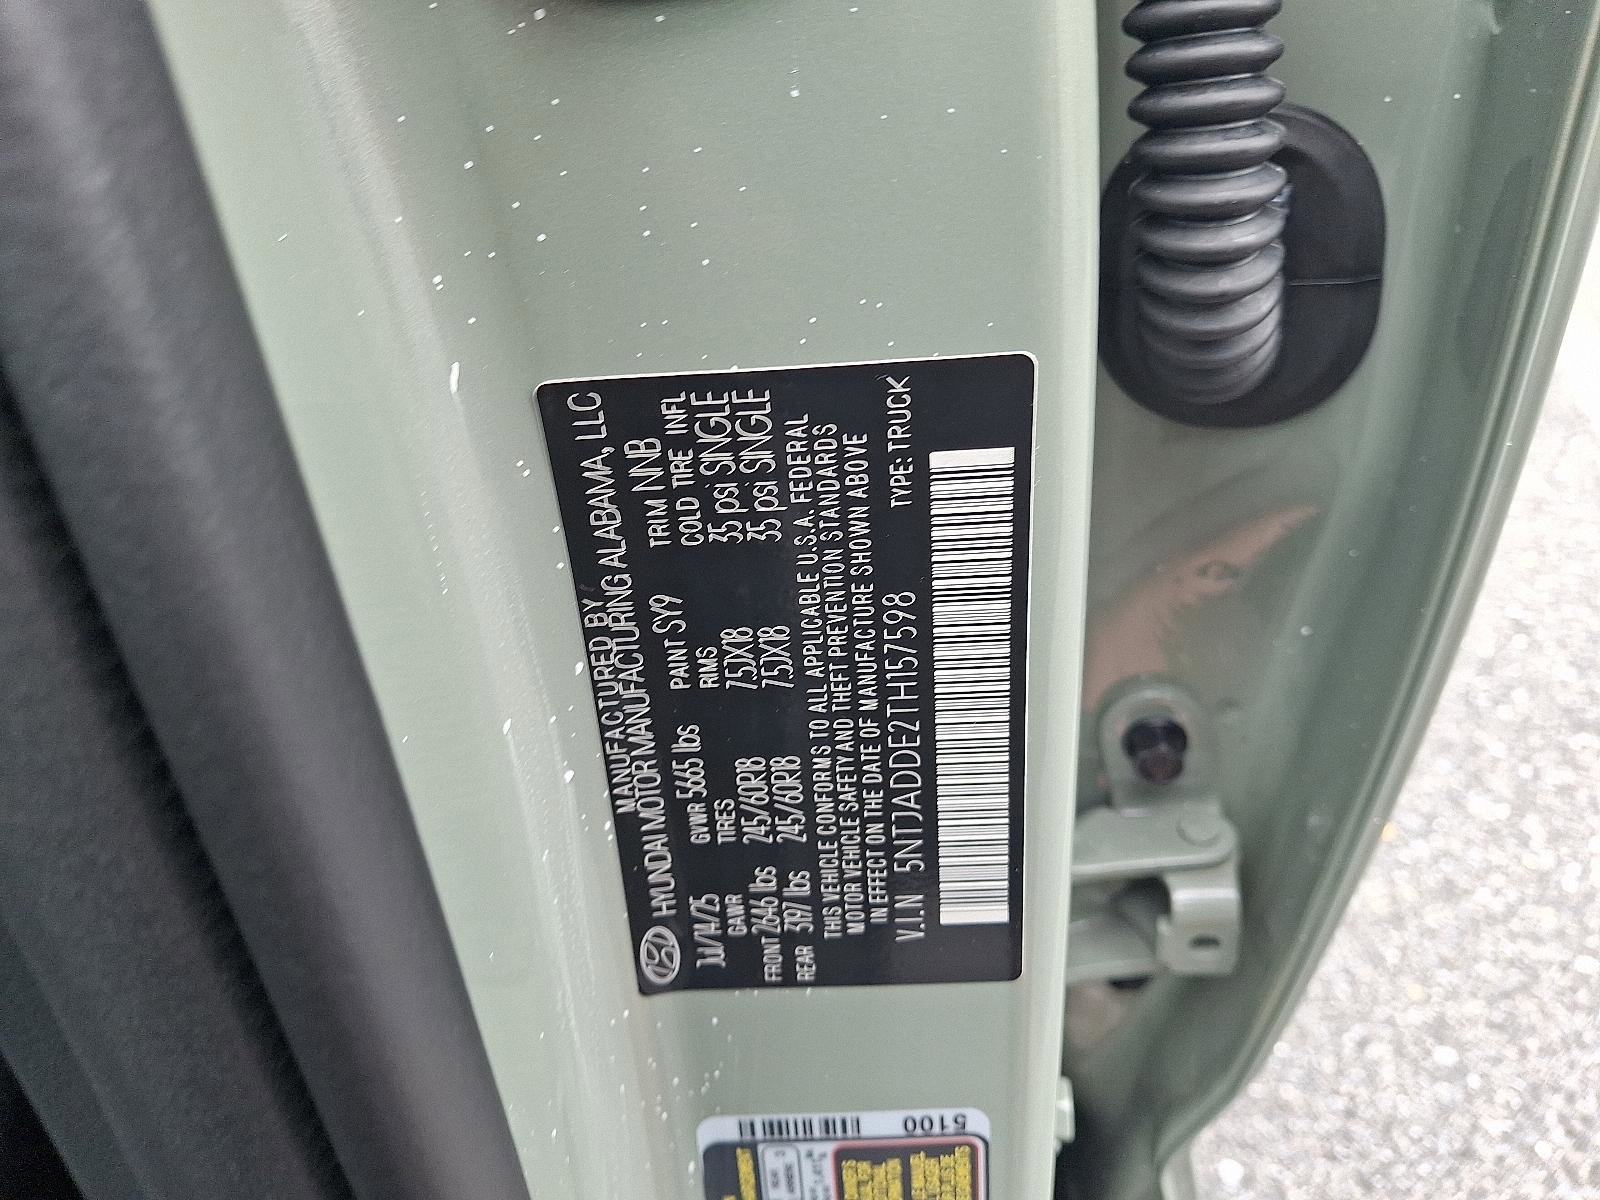 MANUFACTURED BY
HYUNDAI MOTOR MANUFACTURING ALABAMA, LLC
Jul/14/25 GVWR 5665 lbs PAINT SY9 TRIM NNB
GAWR TIRES RIMS COLD TIRE INFL
FRONT 2646 lbs 245/60R18 7.5JX18 35 psi SINGLE
REAR 3197 lbs 245/60R18 7.5JX18 35 psi SINGLE
THIS VEHICLE CONFORMS TO ALL APPLICABLE U.S.A. FEDERAL
MOTOR VEHICLE SAFETY AND THEFT PREVENTION STANDARDS
IN EFFECT ON THE DATE OF MANUFACTURE SHOWN ABOVE
V.I.N 5NTJADDE2TH157598 TYPE: TRUCK
5100